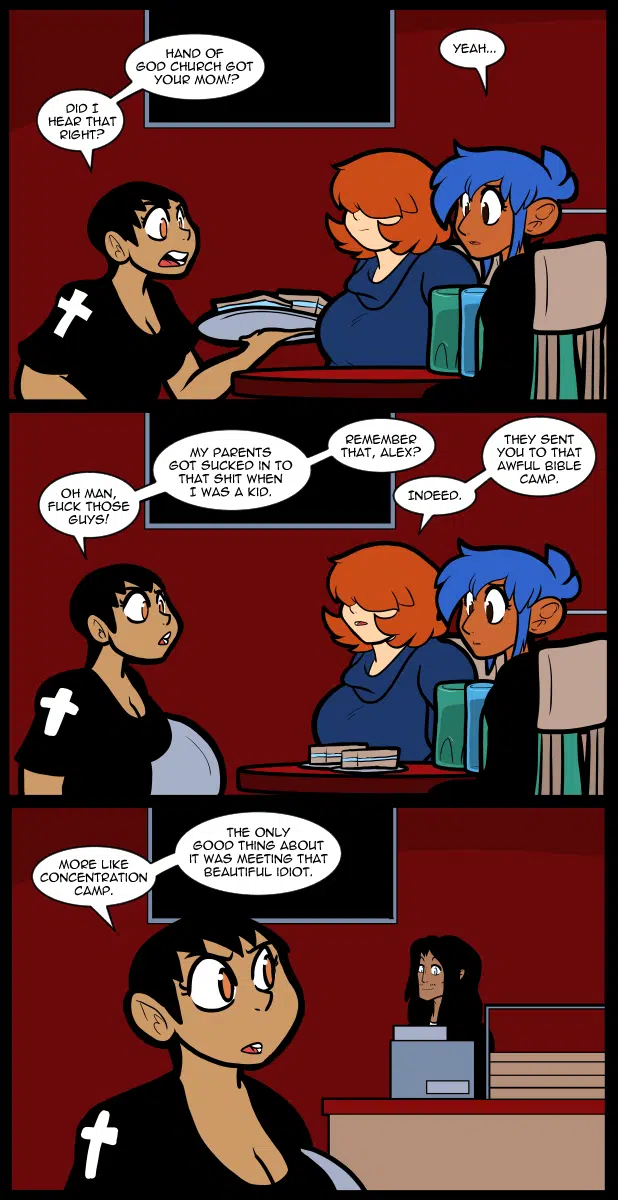 DID I
HEAR THAT
RIGHT?
HAND OF
GOD CHURCH GOT
YOUR MOM!?
YEAH...
OH MAN,
FUCK THOSE
GUYS!
MY PARENTS
GOT SUCKED IN TO
THAT SHIT WHEN
I WAS A KID.
REMEMBER
THAT, ALEX?
INDEED.
THEY SENT
YOU TO THAT
AWFUL BIBLE
CAMP.
MORE LIKE
CONCENTRATION
CAMP.
THE ONLY
GOOD THING ABOUT
IT WAS MEETING THAT
BEAUTIFUL IDIOT.